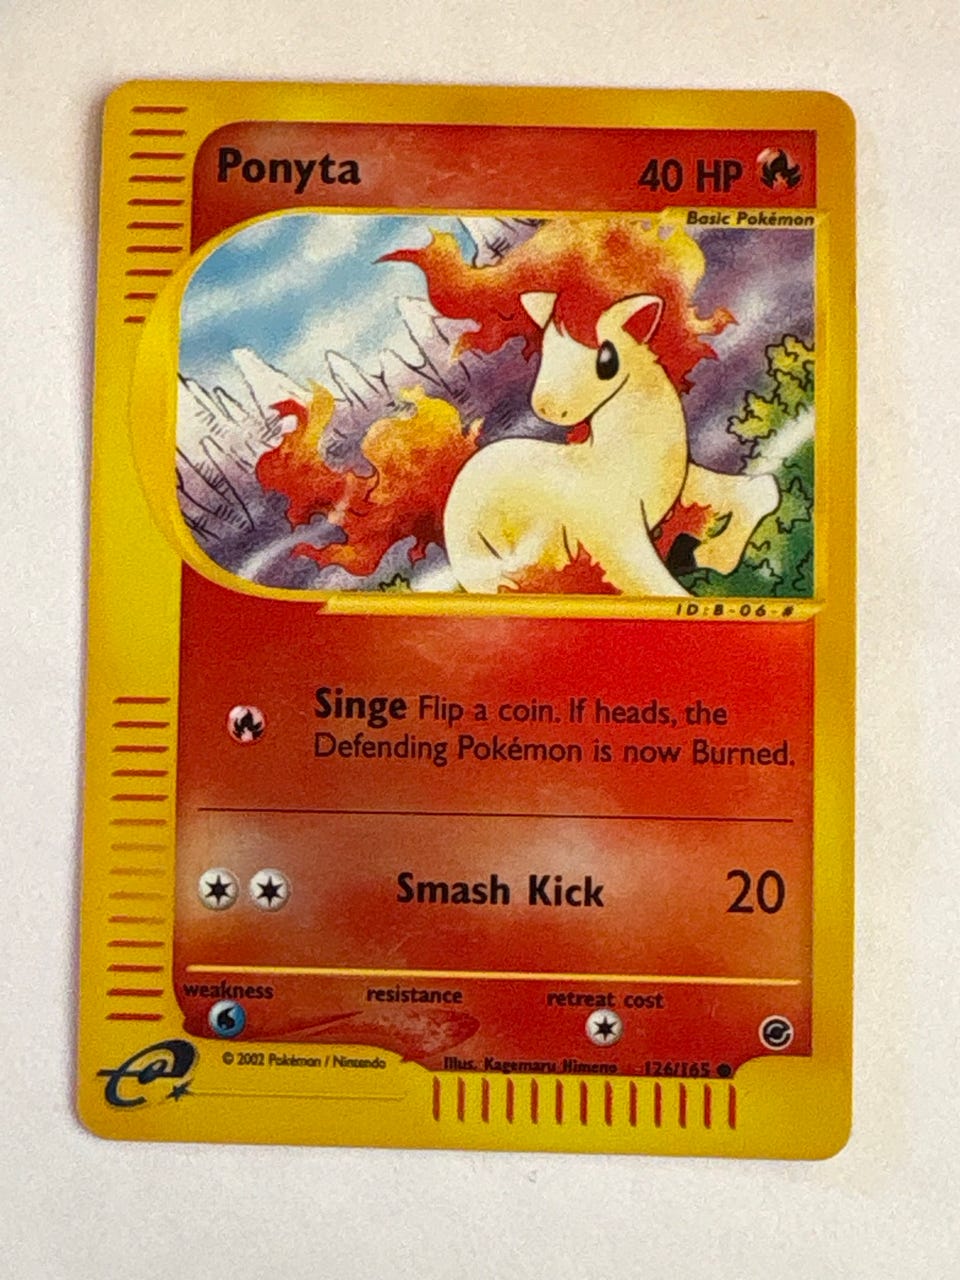 Ponyta 40 HP
Basic Pokémon
ID:B-06-#
Singe Flip a coin. If heads, the
Defending Pokémon is now Burned.
Smash Kick 20
weakness resistance retreat cost
© 2002 Pokémon / Nintendo Illus. Kagemaru Himeno 126/165
e